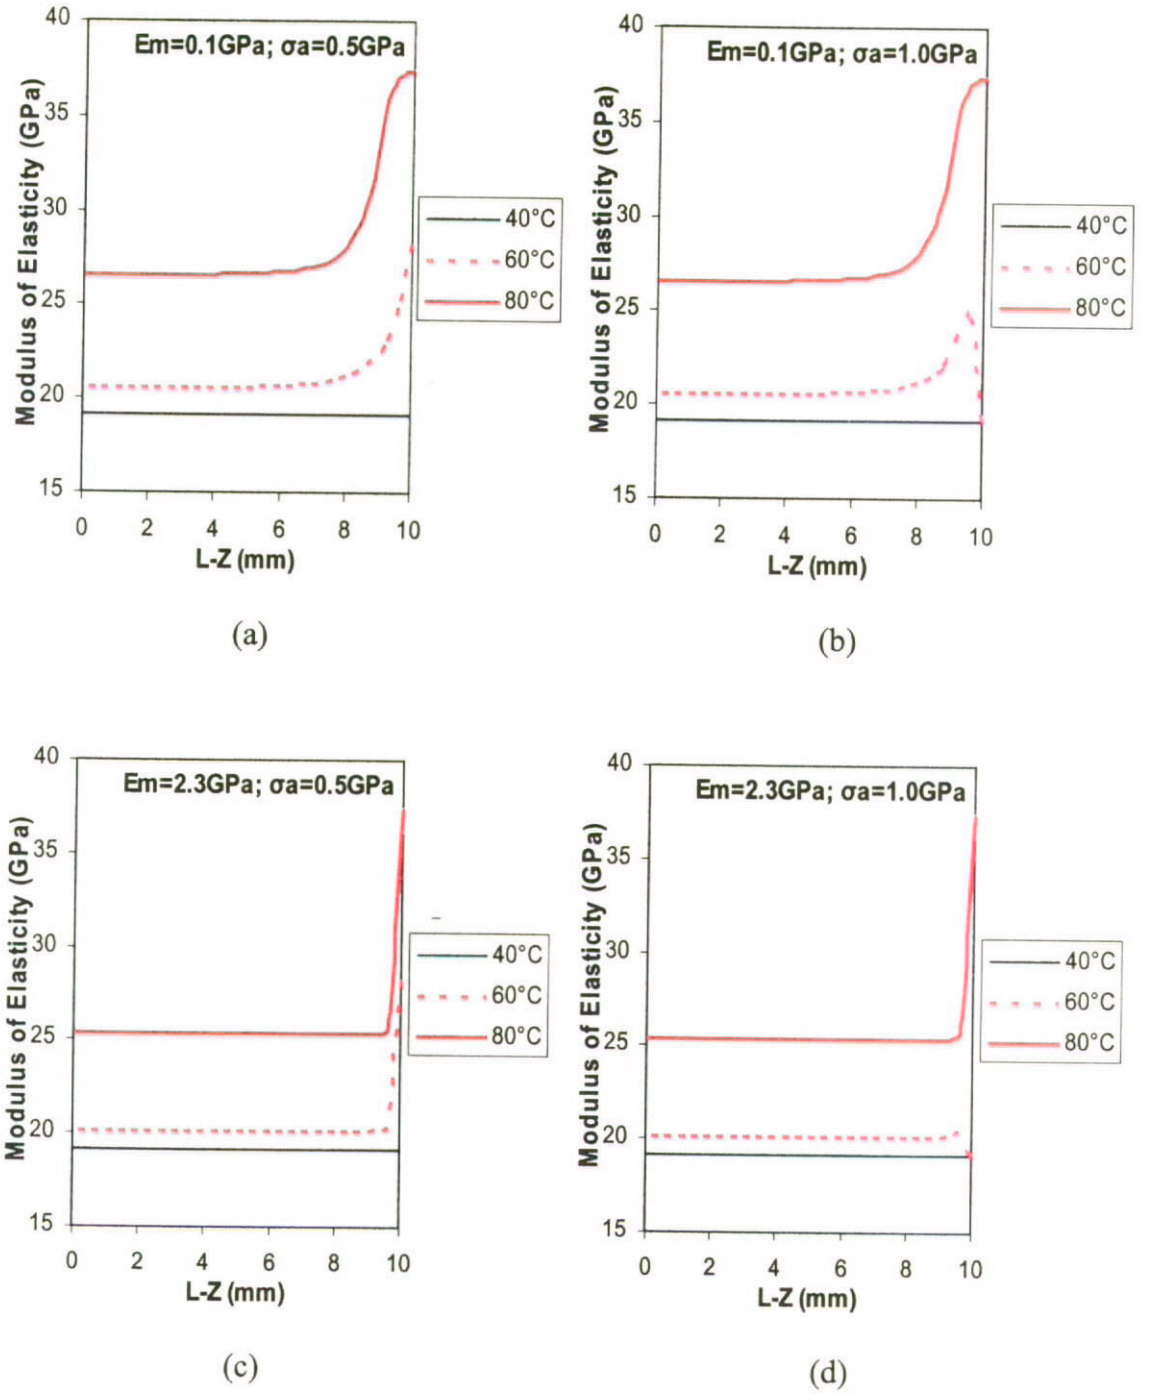 Em=0.1GPa; σa=0.5GPa
Modulus of Elasticity (GPa)
40
35
30
25
20
15
0 2 4 6 8 10
L-Z (mm)
40°C
60°C
80°C
(a)
Em=0.1GPa; σa=1.0GPa
Modulus of Elasticity (GPa)
40
35
30
25
20
15
0 2 4 6 8 10
L-Z (mm)
40°C
60°C
80°C
(b)
Em=2.3GPa; σa=0.5GPa
Modulus of Elasticity (GPa)
40
35
30
25
20
15
0 2 4 6 8 10
L-Z (mm)
40°C
60°C
80°C
(c)
Em=2.3GPa; σa=1.0GPa
Modulus of Elasticity (GPa)
40
35
30
25
20
15
0 2 4 6 8 10
L-Z (mm)
40°C
60°C
80°C
(d)